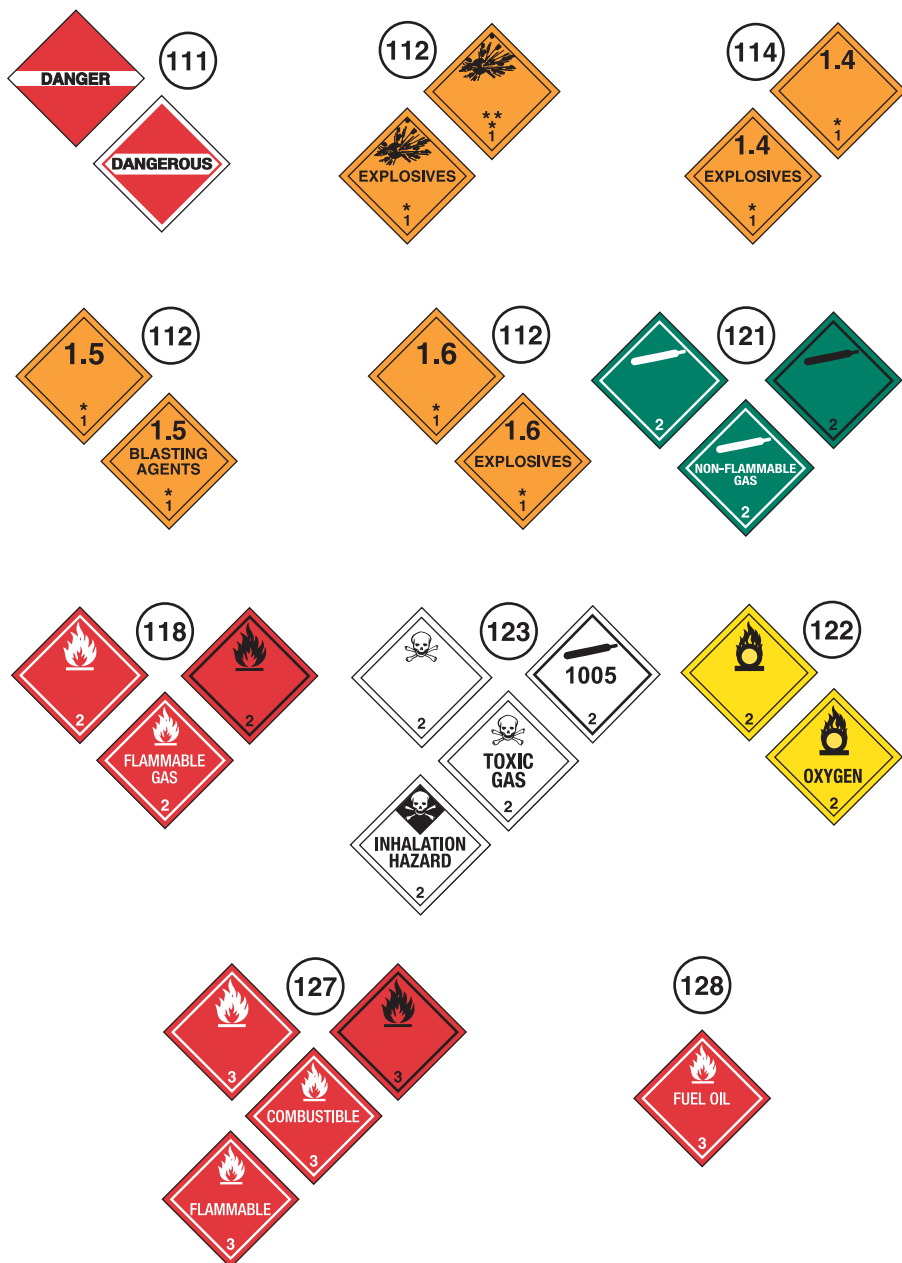 111
DANGER
DANGEROUS
112
**
*
1
EXPLOSIVES
*
1
114
1.4
*
1
1.4
EXPLOSIVES
*
1
1.5
*
1
112
1.5
BLASTING
AGENTS
*
1
1.6
*
1
112
1.6
EXPLOSIVES
*
1
121
2
2
NON-FLAMMABLE
GAS
2
118
2
2
FLAMMABLE
GAS
2
123
2
1005
2
TOXIC
GAS
2
INHALATION
HAZARD
2
122
2
OXYGEN
2
127
3
3
COMBUSTIBLE
3
FLAMMABLE
3
128
FUEL OIL
3